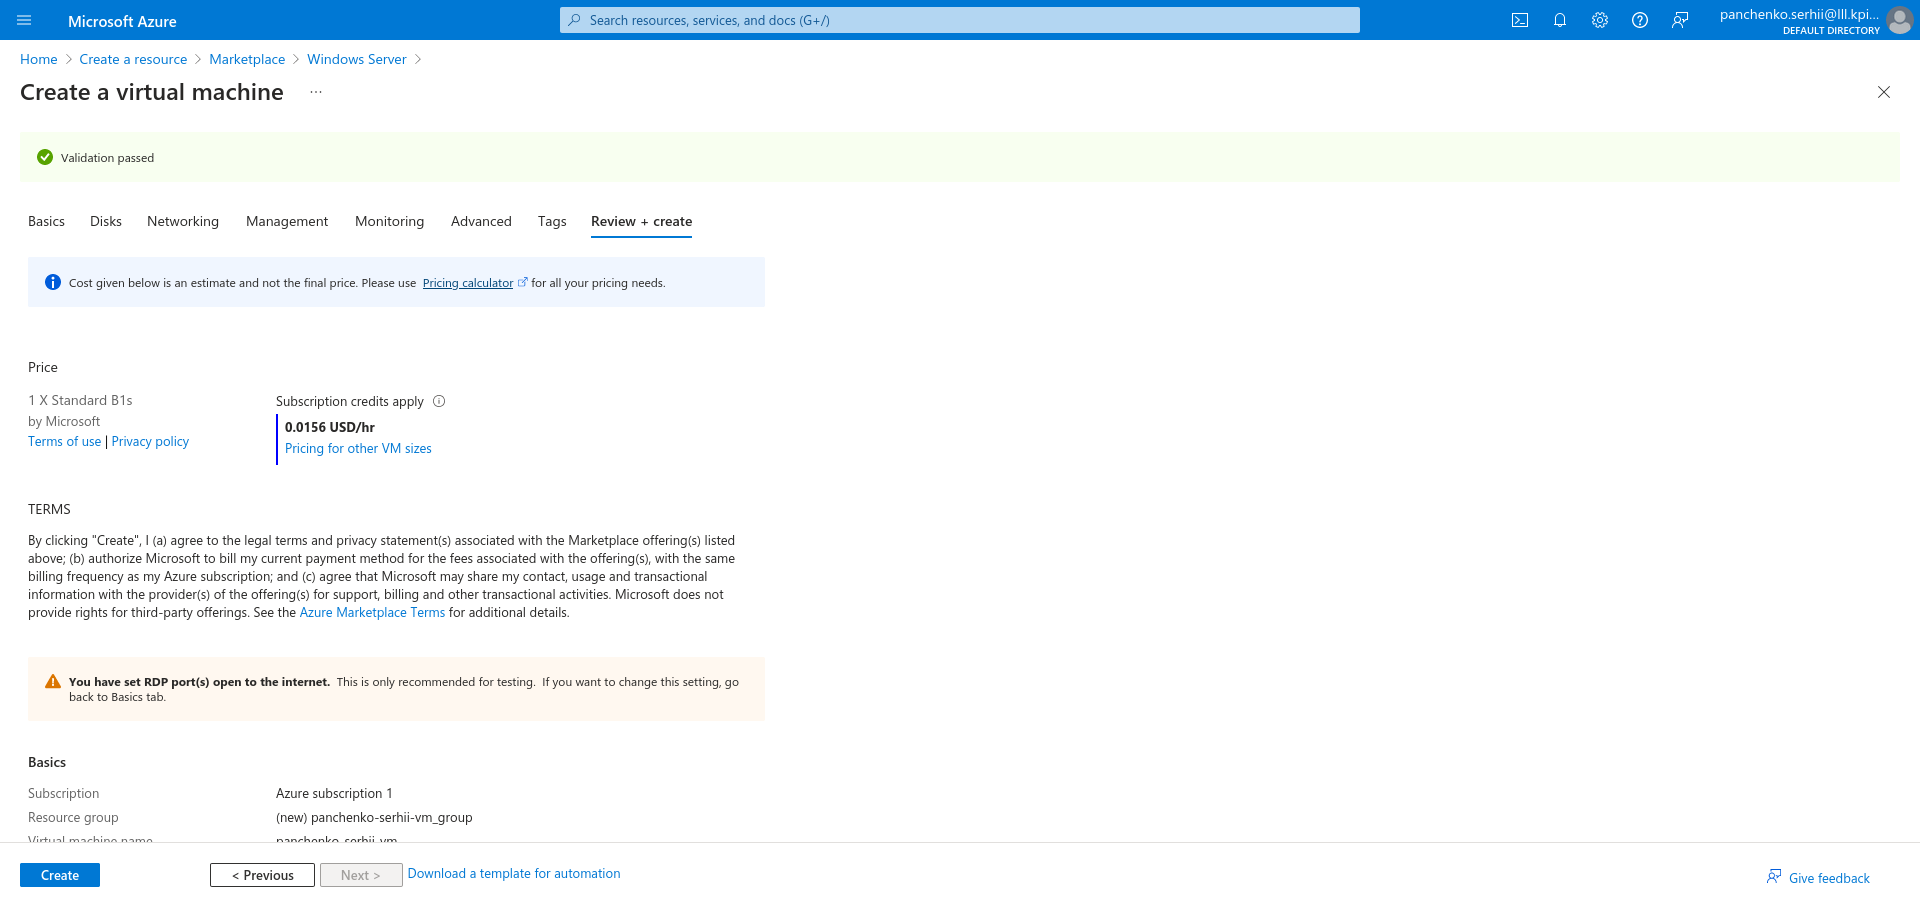 Microsoft Azure
Search resources, services, and docs (G+/)
panchenko.serhii@lll.kpi...
DEFAULT DIRECTORY
Home > Create a resource > Marketplace > Windows Server >
Create a virtual machine ...
Validation passed
Basics Disks Networking Management Monitoring Advanced Tags Review + create
Cost given below is an estimate and not the final price. Please use Pricing calculator for all your pricing needs.
Price
1 X Standard B1s
by Microsoft
Terms of use | Privacy policy
Subscription credits apply
0.0156 USD/hr
Pricing for other VM sizes
TERMS
By clicking "Create", I (a) agree to the legal terms and privacy statement(s) associated with the Marketplace offering(s) listed
above; (b) authorize Microsoft to bill my current payment method for the fees associated with the offering(s), with the same
billing frequency as my Azure subscription; and (c) agree that Microsoft may share my contact, usage and transactional
information with the provider(s) of the offering(s) for support, billing and other transactional activities. Microsoft does not
provide rights for third-party offerings. See the Azure Marketplace Terms for additional details.
You have set RDP port(s) open to the internet. This is only recommended for testing. If you want to change this setting, go
back to Basics tab.
Basics
Subscription Azure subscription 1
Resource group (new) panchenko-serhii-vm_group
Virtual machine name panchenko-serhii-vm
Create < Previous Next > Download a template for automation
Give feedback